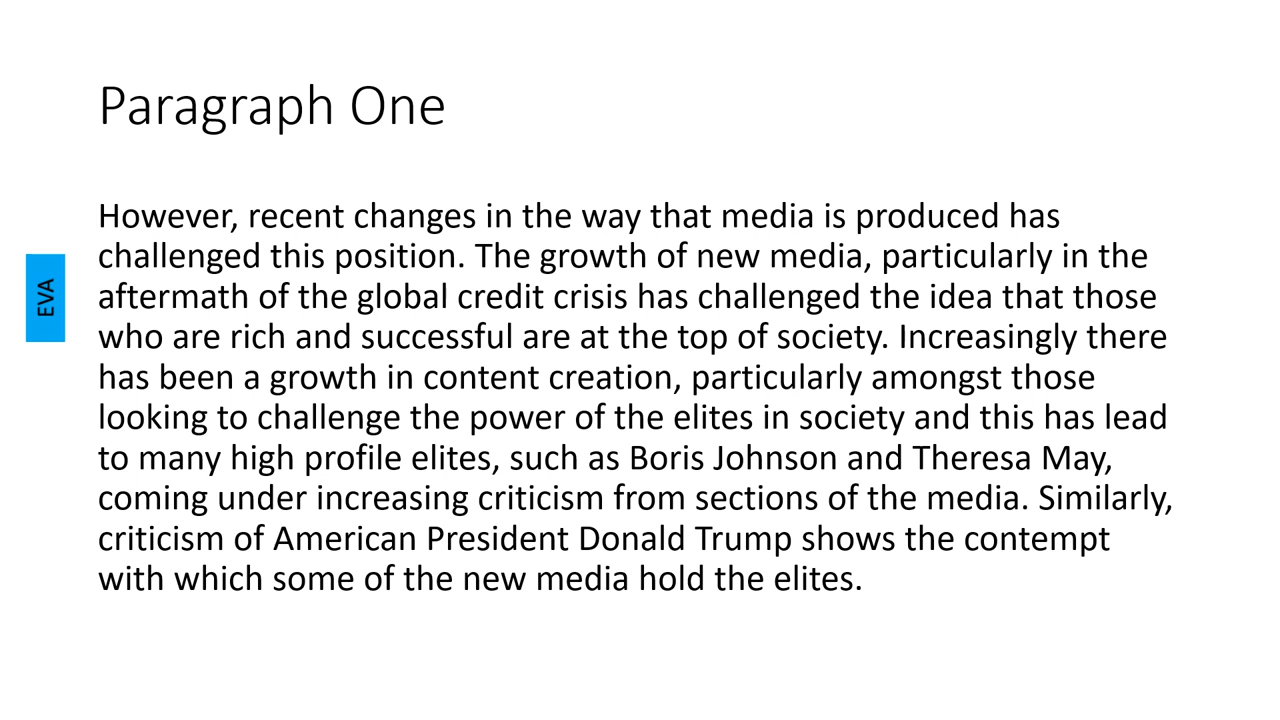 Paragraph One
However, recent changes in the way that media is produced has
challenged this position. The growth of new media, particularly in the
aftermath of the global credit crisis has challenged the idea that those
who are rich and successful are at the top of society. Increasingly there
has been a growth in content creation, particularly amongst those
looking to challenge the power of the elites in society and this has lead
to many high profile elites, such as Boris Johnson and Theresa May,
coming under increasing criticism from sections of the media. Similarly,
criticism of American President Donald Trump shows the contempt
with which some of the new media hold the elites.
EVA